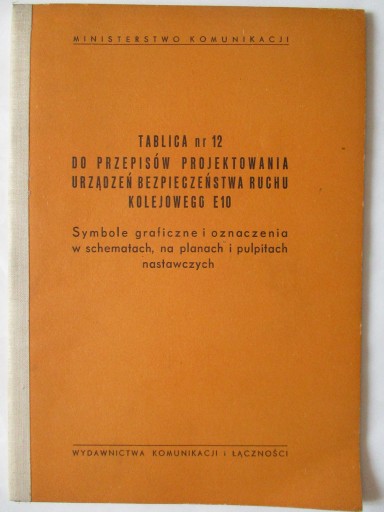 MINISTERSTWO KOMUNIKACJI
TABLICA nr 12
DO PRZEPISÓW PROJEKTOWANIA
URZĄDZEŃ BEZPIECZEŃSTWA RUCHU
KOLEJOWEGG E10
Symbole graficzne i oznaczenia
w schematach, na planach i pulpitach
nastawczych
WYDAWNICTWA KOMUNIKACJI i ŁĄCZNOŚCI